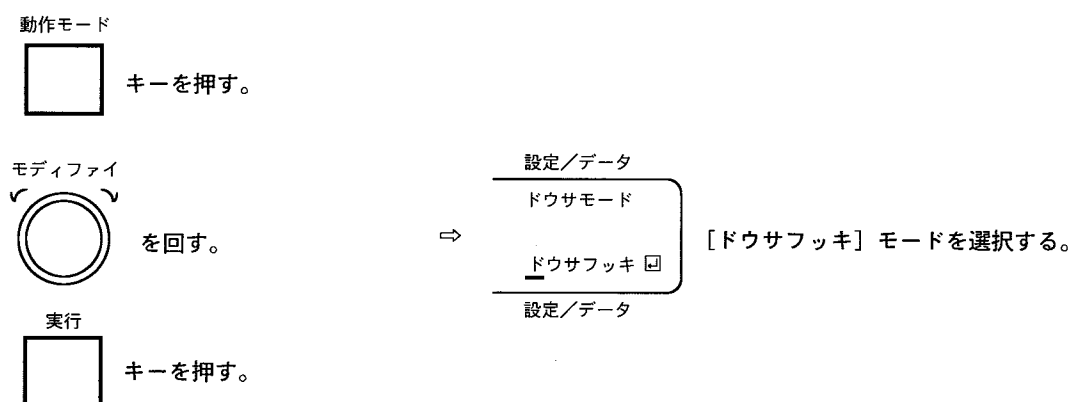 動作モード
キーを押す。
モディファイ
を回す。
⇨
設定／データ
ドウサモード
ドウサフッキ ↵
設定／データ
［ドウサフッキ］モードを選択する。
実行
キーを押す。